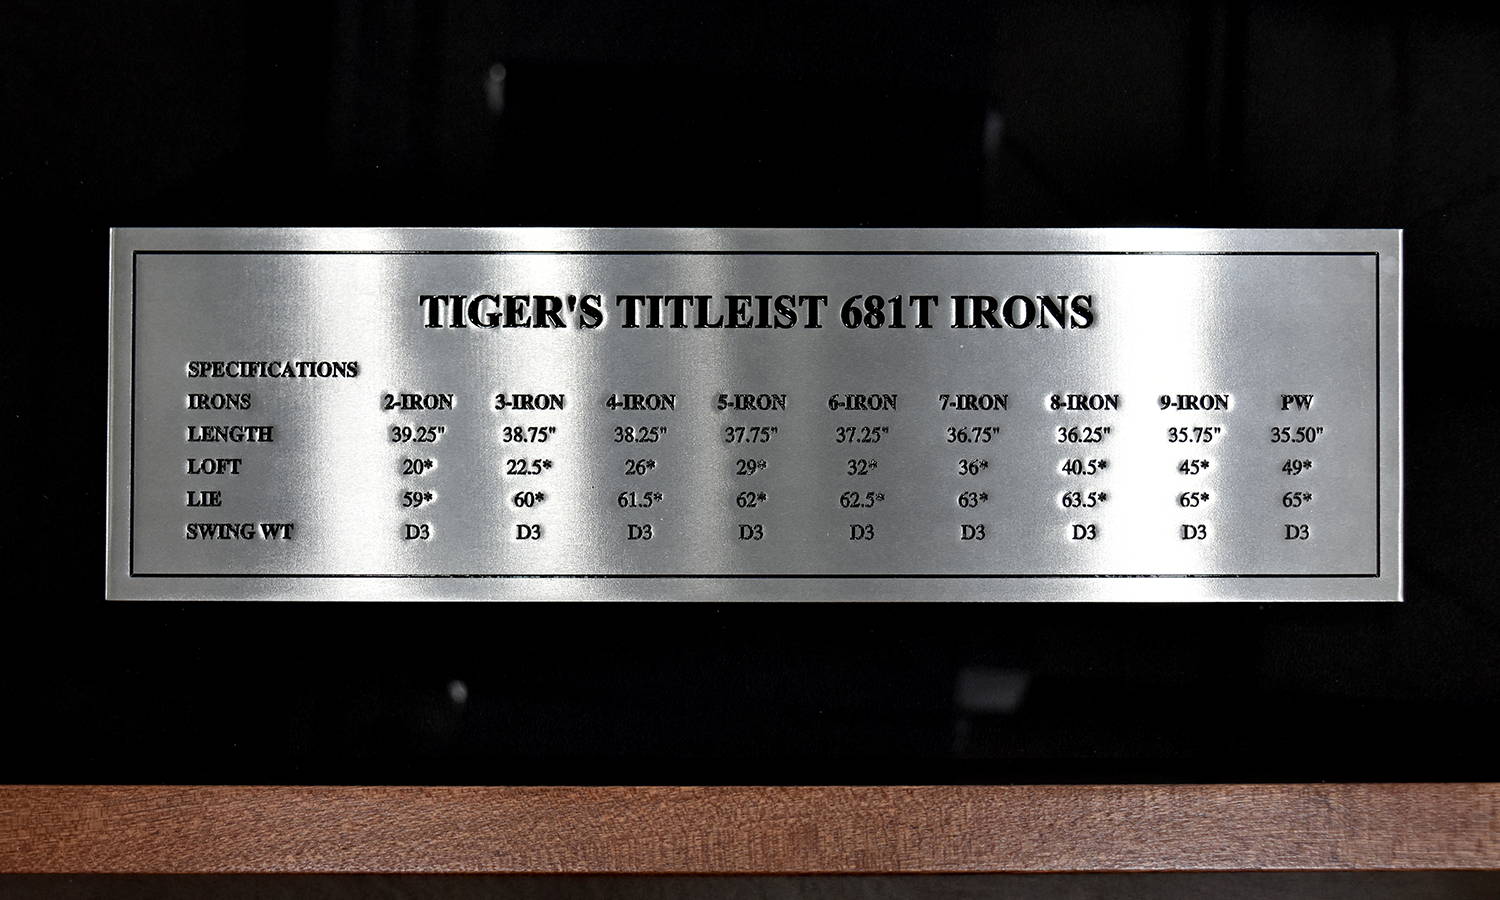 TIGER'S TITLEIST 681T IRONS
SPECIFICATIONS
IRONS 2-IRON 3-IRON 4-IRON 5-IRON 6-IRON 7-IRON 8-IRON 9-IRON PW
LENGTH 39.25" 38.75" 38.25" 37.75" 37.25" 36.75" 36.25" 35.75" 35.50"
LOFT 20* 22.5* 26* 29* 32* 36* 40.5* 45* 49*
LIE 59* 60* 61.5* 62* 62.5* 63* 63.5* 65* 65*
SWING WT D3 D3 D3 D3 D3 D3 D3 D3 D3